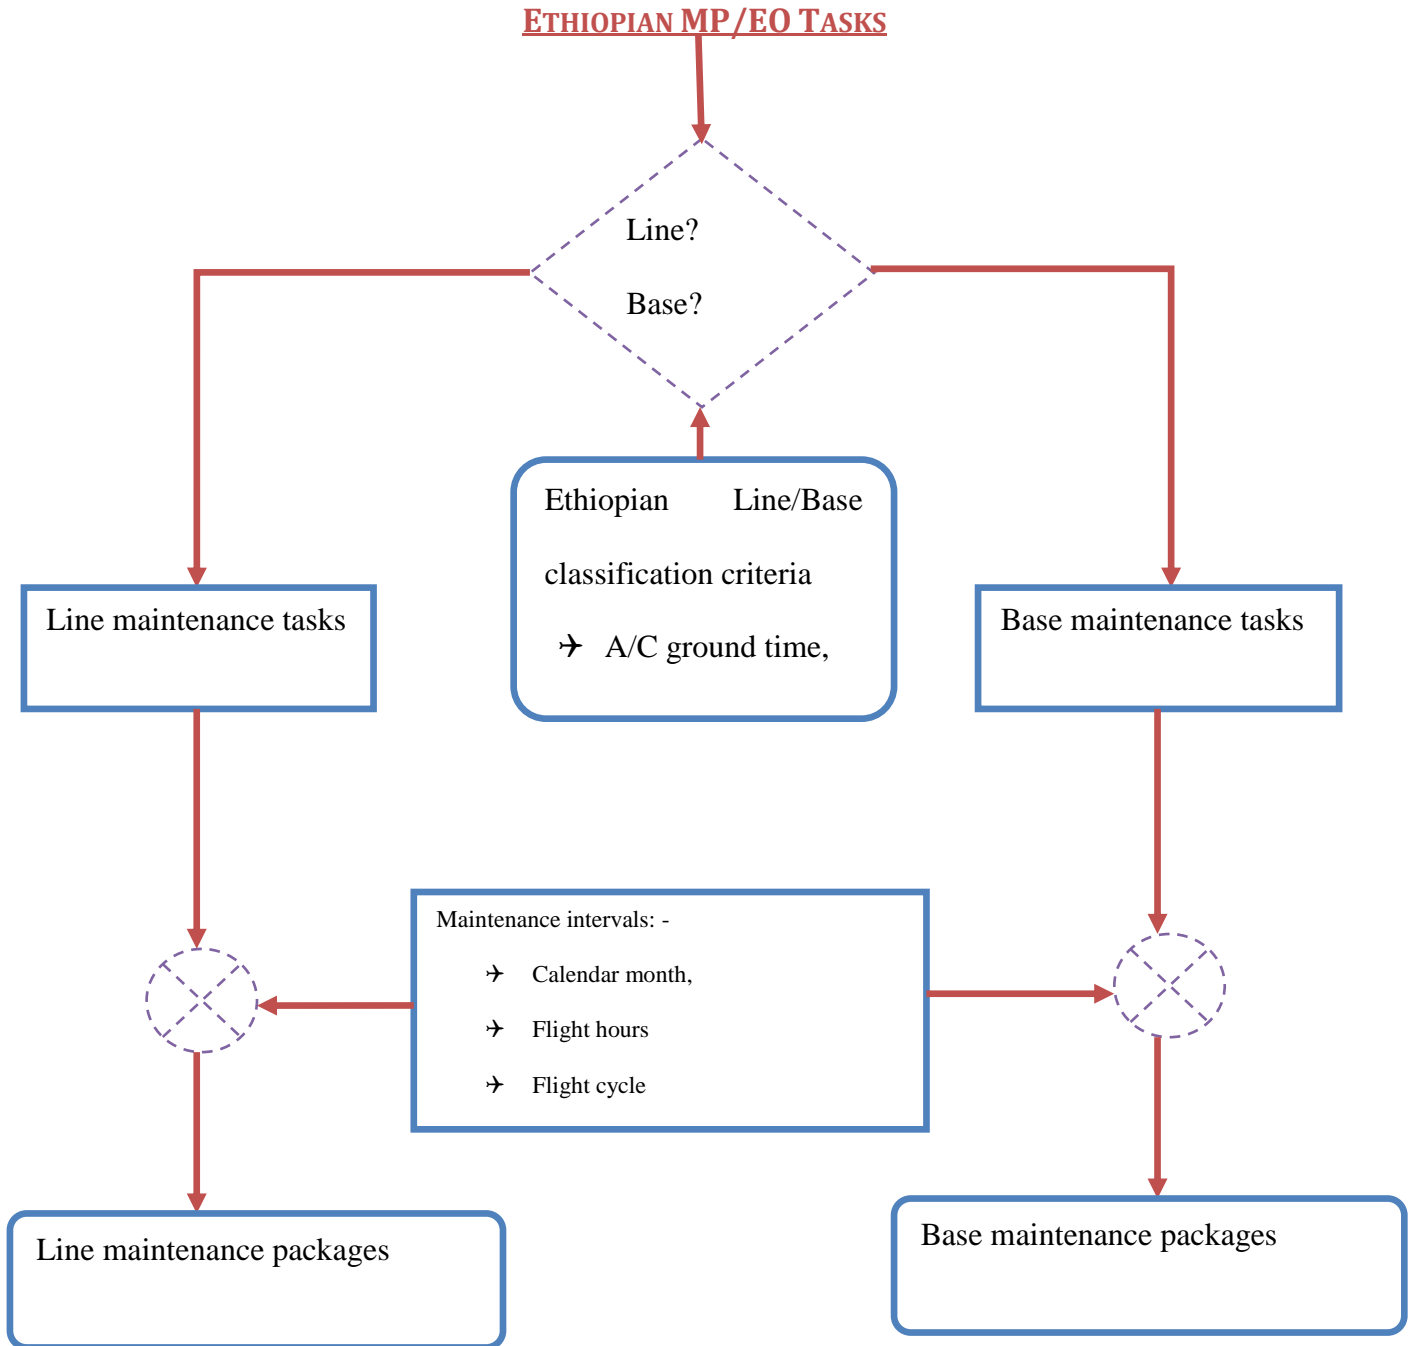 ETHIOPIAN MP/EO TASKS
Line?
Base?
Ethiopian Line/Base
classification criteria
✈ A/C ground time,
Line maintenance tasks
Base maintenance tasks
Maintenance intervals: -
✈ Calendar month,
✈ Flight hours
✈ Flight cycle
Line maintenance packages
Base maintenance packages